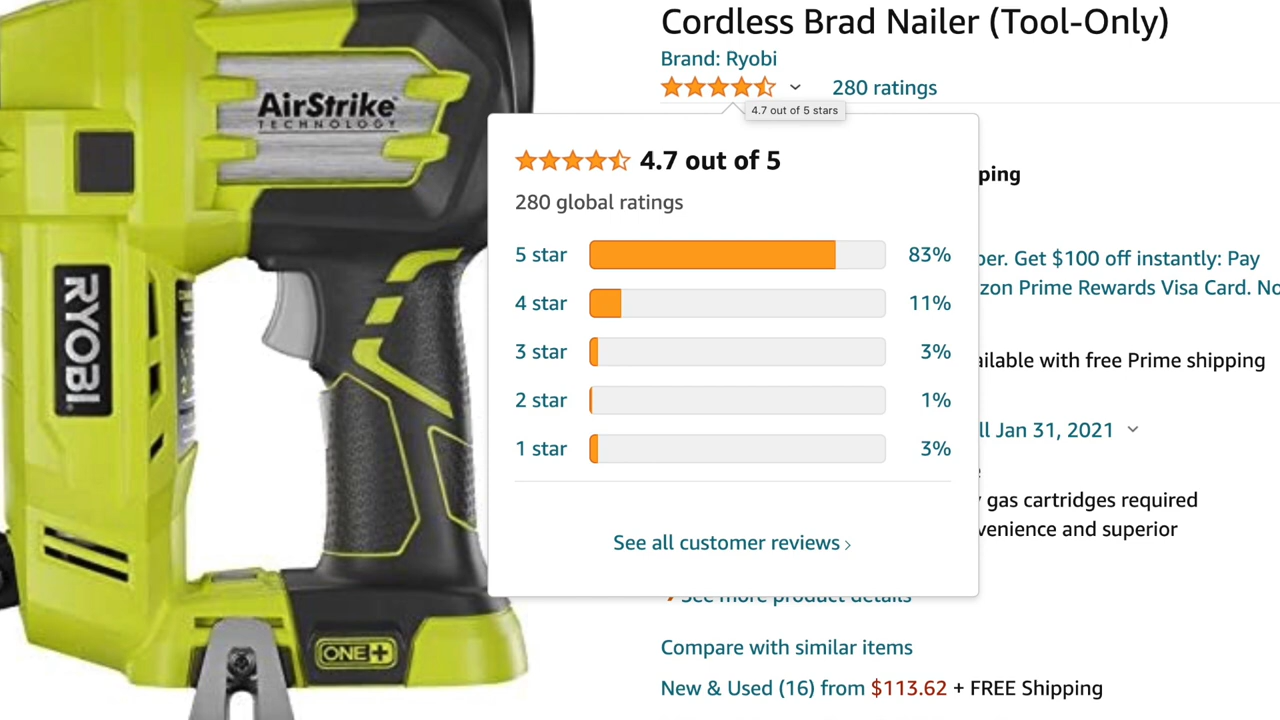 Cordless Brad Nailer (Tool-Only)
Brand: Ryobi
280 ratings
4.7 out of 5 stars
4.7 out of 5
280 global ratings
5 star 83%
4 star 11%
3 star 3%
2 star 1%
1 star 3%
See all customer reviews ›
ping
ber. Get $100 off instantly: Pay
zon Prime Rewards Visa Card. No
ailable with free Prime shipping
ll Jan 31, 2021
gas cartridges required
venience and superior
See more product details
Compare with similar items
New & Used (16) from $113.62 + FREE Shipping
AirStrike
TECHNOLOGY
RYOBI
ONE+